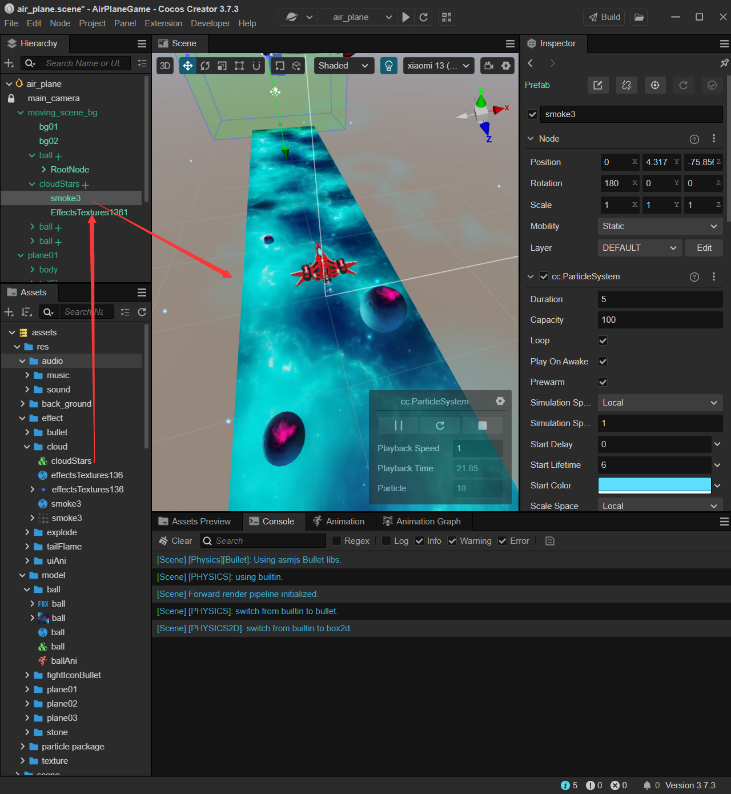 air_plane.scene* - AirPlaneGame - Cocos Creator 3.7.3
File Edit Node Project Panel Extension Developer Help
air_plane
Build
Hierarchy
Search Name or UU
air_plane
main_camera
moving_scene_bg
bg01
bg02
ball
RootNode
cloudStars
smoke3
EffectsTextures1361
ball
ball
plane01
body
Assets
Search Na
assets
res
audio
music
sound
back_ground
effect
bullet
cloud
cloudStars
effectsTextures136
effectsTextures136
smoke3
smoke3
explode
tailFlame
uiAni
model
ball
FBX ball
ball
ball
ball
ballAni
fightIconBullet
plane01
plane02
plane03
stone
particle package
texture
Scene
3D
Shaded
xiaomi 13 (...
Y
X
Z
cc.ParticleSystem
Playback Speed 1
Playback Time 21.85
Particle 18
Assets Preview Console Animation Animation Graph
Clear Search Regex Log Info Warning Error
[Scene] [Physics][Bullet]: Using asmjs Bullet libs.
[Scene] [PHYSICS]: using builtin.
[Scene] Forward render pipeline initialized.
[Scene] [PHYSICS]: switch from builtin to bullet.
[Scene] [PHYSICS2D]: switch from builtin to box2d.
Inspector
Prefab
smoke3
Node
Position 0 X 4.317 Y -75.856 Z
Rotation 180 X 0 Y 0 Z
Scale 1 X 1 Y 1 Z
Mobility Static
Layer DEFAULT Edit
cc.ParticleSystem
Duration 5
Capacity 100
Loop
Play On Awake
Prewarm
Simulation Sp... Local
Simulation Sp... 1
Start Delay 0
Start Lifetime 6
Start Color
Scale Space Local
5 0 0 0 Version 3.7.3